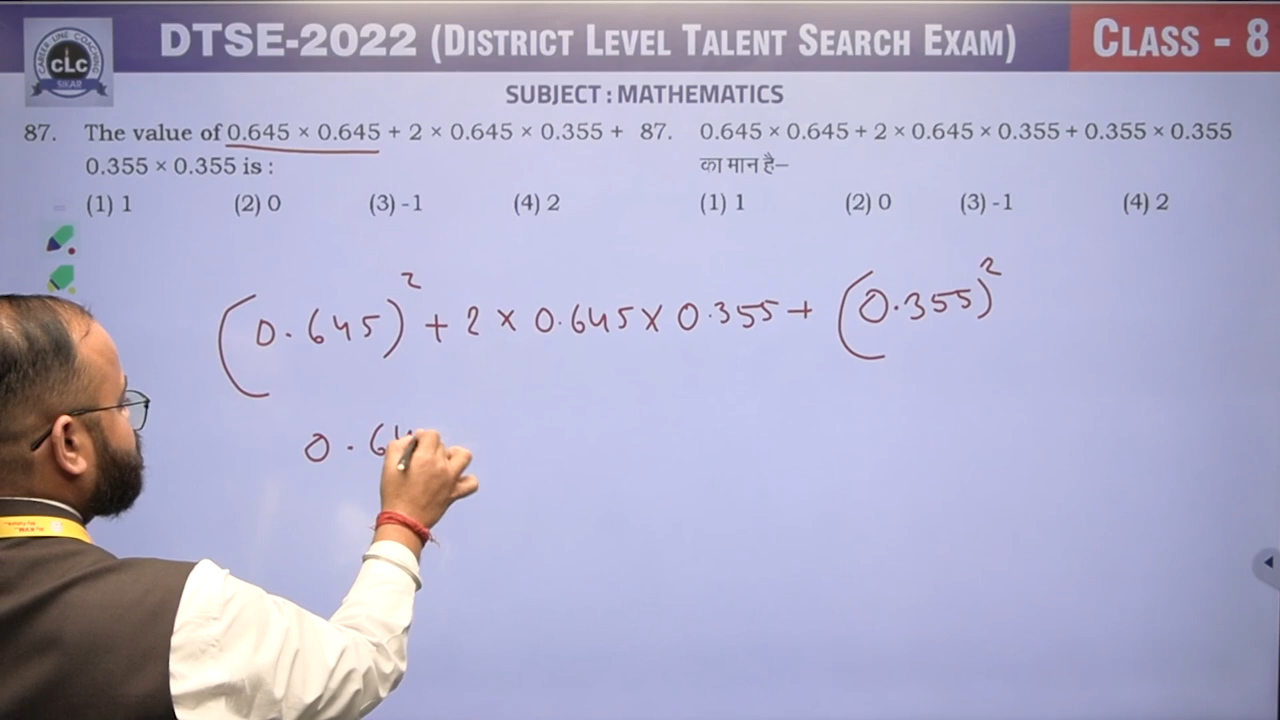 CAREER LINE COACHING
CLC
SIKAR
DTSE-2022 (DISTRICT LEVEL TALENT SEARCH EXAM)
CLASS - 8
SUBJECT : MATHEMATICS
87. The value of 0.645 × 0.645 + 2 × 0.645 × 0.355 +
0.355 × 0.355 is :
(1) 1 (2) 0 (3) -1 (4) 2
87. 0.645 × 0.645 + 2 × 0.645 × 0.355 + 0.355 × 0.355
का मान है–
(1) 1 (2) 0 (3) -1 (4) 2
(0.645)² + 2 × 0.645 × 0.355 + (0.355)²
0.64